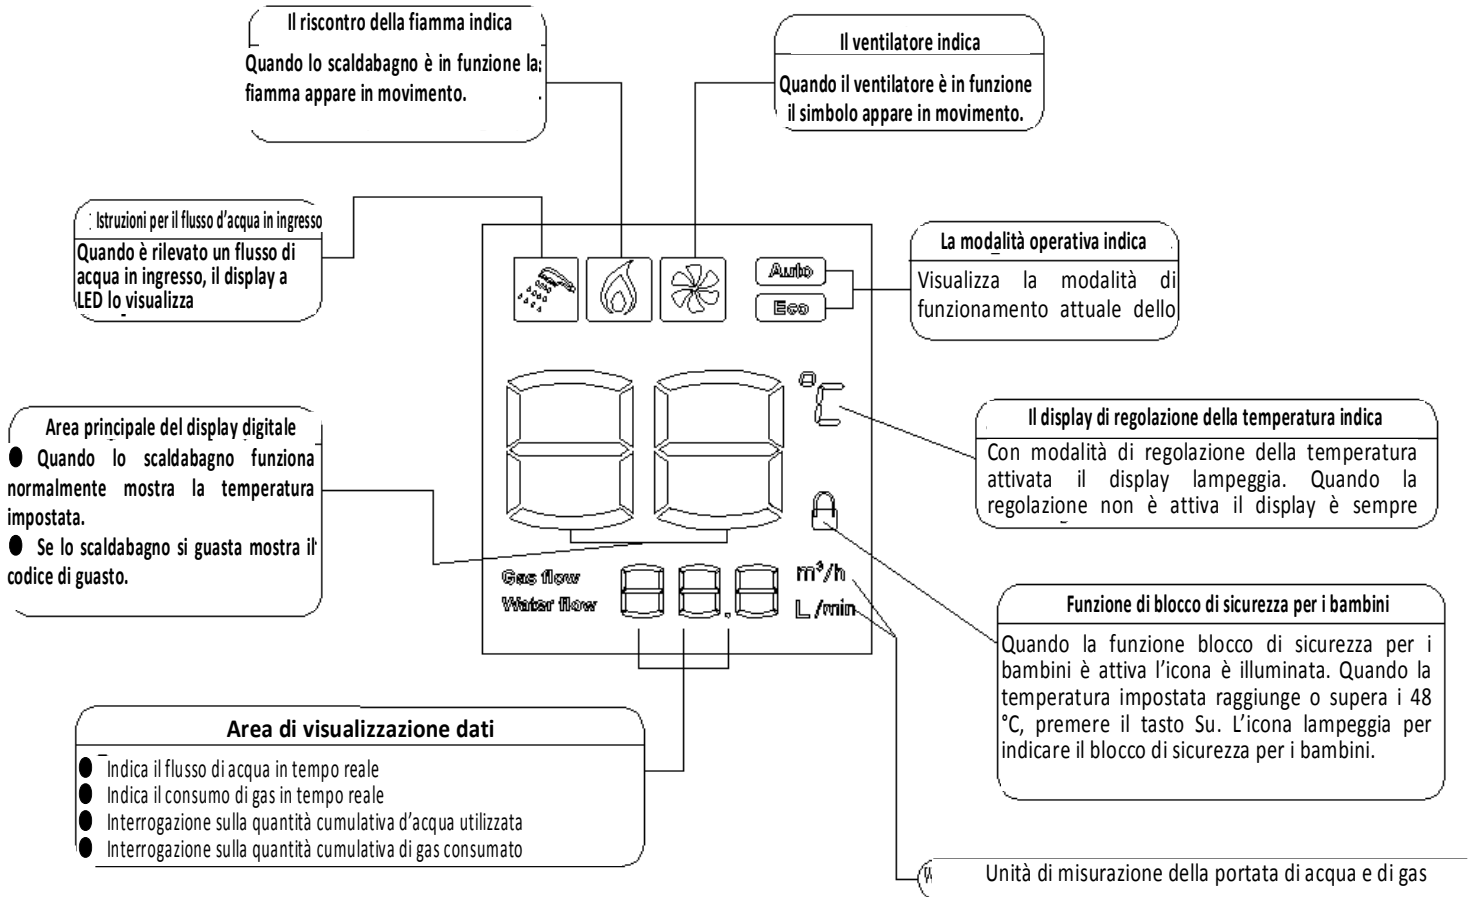 Il riscontro della fiamma indica
Quando lo scaldabagno è in funzione la
fiamma appare in movimento.
Il ventilatore indica
Quando il ventilatore è in funzione
il simbolo appare in movimento.
Istruzioni per il flusso d'acqua in ingresso
Quando è rilevato un flusso di
acqua in ingresso, il display a
LED lo visualizza
Auto
Eco
La modalità operativa indica
Visualizza la modalità di
funzionamento attuale dello
Area principale del display digitale
● Quando lo scaldabagno funziona
normalmente mostra la temperatura
impostata.
● Se lo scaldabagno si guasta mostra il
codice di guasto.
°C
Il display di regolazione della temperatura indica
Con modalità di regolazione della temperatura
attivata il display lampeggia. Quando la
regolazione non è attiva il display è sempre
Gas flow
Water flow
88.8
m³/h
L/min
Funzione di blocco di sicurezza per i bambini
Quando la funzione blocco di sicurezza per i
bambini è attiva l'icona è illuminata. Quando la
temperatura impostata raggiunge o supera i 48
°C, premere il tasto Su. L'icona lampeggia per
indicare il blocco di sicurezza per i bambini.
Area di visualizzazione dati
● Indica il flusso di acqua in tempo reale
● Indica il consumo di gas in tempo reale
● Interrogazione sulla quantità cumulativa d'acqua utilizzata
● Interrogazione sulla quantità cumulativa di gas consumato
Unità di misurazione della portata di acqua e di gas